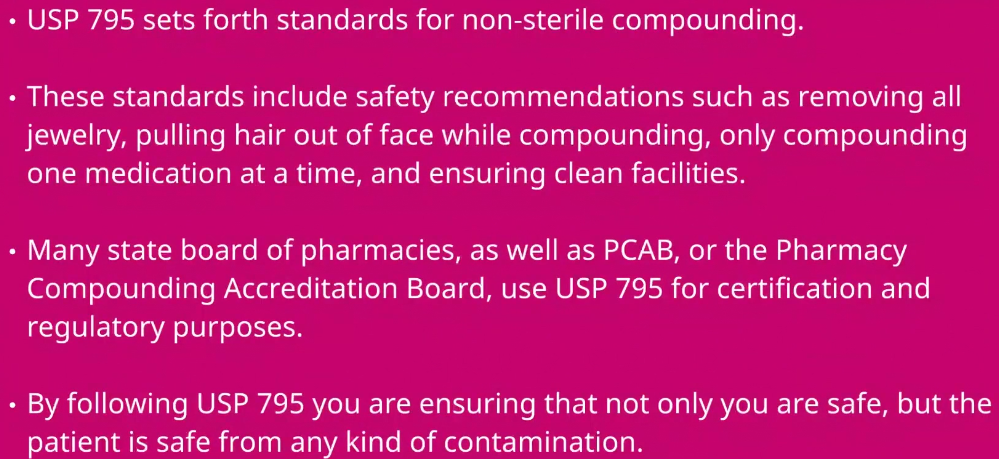 • USP 795 sets forth standards for non-sterile compounding.
• These standards include safety recommendations such as removing all
jewelry, pulling hair out of face while compounding, only compounding
one medication at a time, and ensuring clean facilities.
• Many state board of pharmacies, as well as PCAB, or the Pharmacy
Compounding Accreditation Board, use USP 795 for certification and
regulatory purposes.
• By following USP 795 you are ensuring that not only you are safe, but the
patient is safe from any kind of contamination.